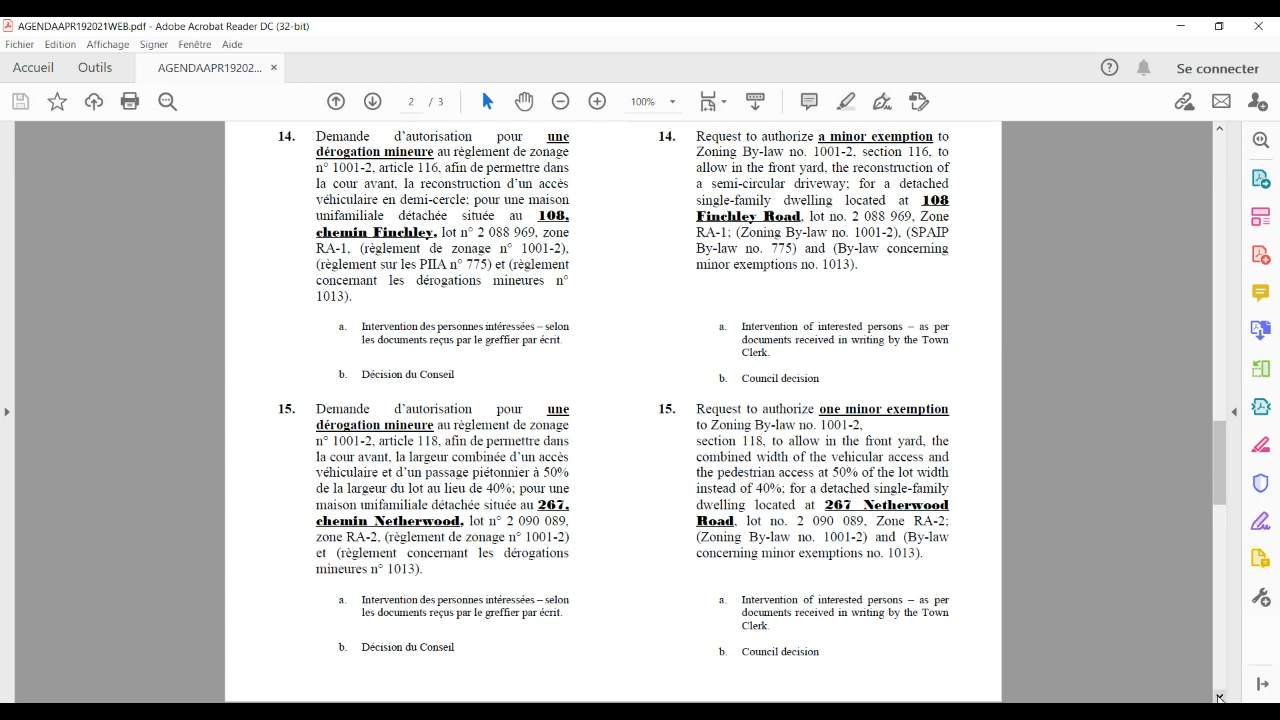 AGENDAAPR192021WEB.pdf - Adobe Acrobat Reader DC (32-bit)
Fichier Edition Affichage Signer Fenêtre Aide
Accueil Outils AGENDAAPR19202... × Se connecter
2 / 3 100%
14. Demande d'autorisation pour une
dérogation mineure au règlement de zonage
n° 1001-2, article 116, afin de permettre dans
la cour avant, la reconstruction d'un accès
véhiculaire en demi-cercle; pour une maison
unifamiliale détachée située au 108,
chemin Finchley, lot n° 2 088 969, zone
RA-1, (règlement de zonage n° 1001-2),
(règlement sur les PIIA n° 775) et (règlement
concernant les dérogations mineures n°
1013).
a. Intervention des personnes intéressées – selon
les documents reçus par le greffier par écrit.
b. Décision du Conseil
15. Demande d'autorisation pour une
dérogation mineure au règlement de zonage
n° 1001-2, article 118, afin de permettre dans
la cour avant, la largeur combinée d'un accès
véhiculaire et d'un passage piétonnier à 50%
de la largeur du lot au lieu de 40%; pour une
maison unifamiliale détachée située au 267,
chemin Netherwood, lot n° 2 090 089,
zone RA-2, (règlement de zonage n° 1001-2)
et (règlement concernant les dérogations
mineures n° 1013).
a. Intervention des personnes intéressées – selon
les documents reçus par le greffier par écrit.
b. Décision du Conseil
14. Request to authorize a minor exemption to
Zoning By-law no. 1001-2, section 116, to
allow in the front yard, the reconstruction of
a semi-circular driveway; for a detached
single-family dwelling located at 108
Finchley Road, lot no. 2 088 969, Zone
RA-1; (Zoning By-law no. 1001-2), (SPAIP
By-law no. 775) and (By-law concerning
minor exemptions no. 1013).
a. Intervention of interested persons – as per
documents received in writing by the Town
Clerk.
b. Council decision
15. Request to authorize one minor exemption
to Zoning By-law no. 1001-2,
section 118, to allow in the front yard, the
combined width of the vehicular access and
the pedestrian access at 50% of the lot width
instead of 40%; for a detached single-family
dwelling located at 267 Netherwood
Road, lot no. 2 090 089, Zone RA-2;
(Zoning By-law no. 1001-2) and (By-law
concerning minor exemptions no. 1013).
a. Intervention of interested persons – as per
documents received in writing by the Town
Clerk.
b. Council decision